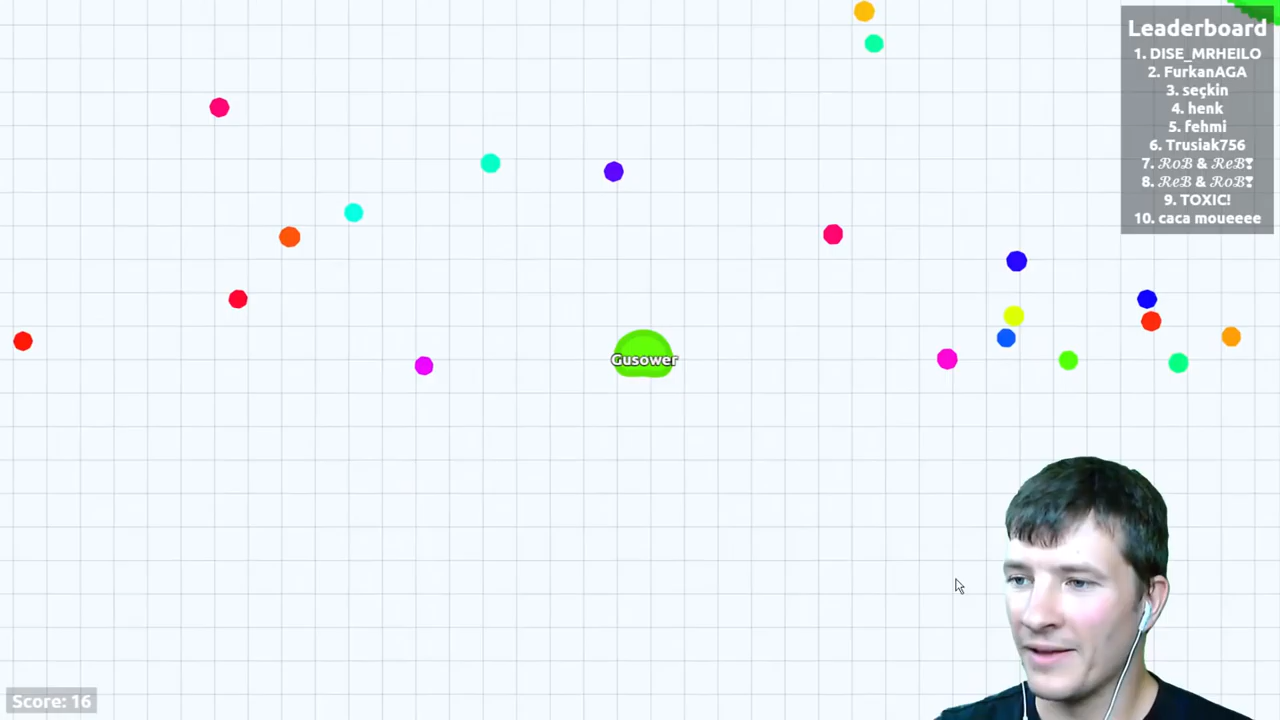 Leaderboard
1. DISE_MRHEILO
2. FurkanAGA
3. seçkin
4. henk
5. fehmi
6. Trusiak756
7. ℛℴℬ & ℛℯℬ❣
8. ℛℯℬ & ℛℴℬ❣
9. TOXIC!
10. caca moueeee
Gusower
Score: 16